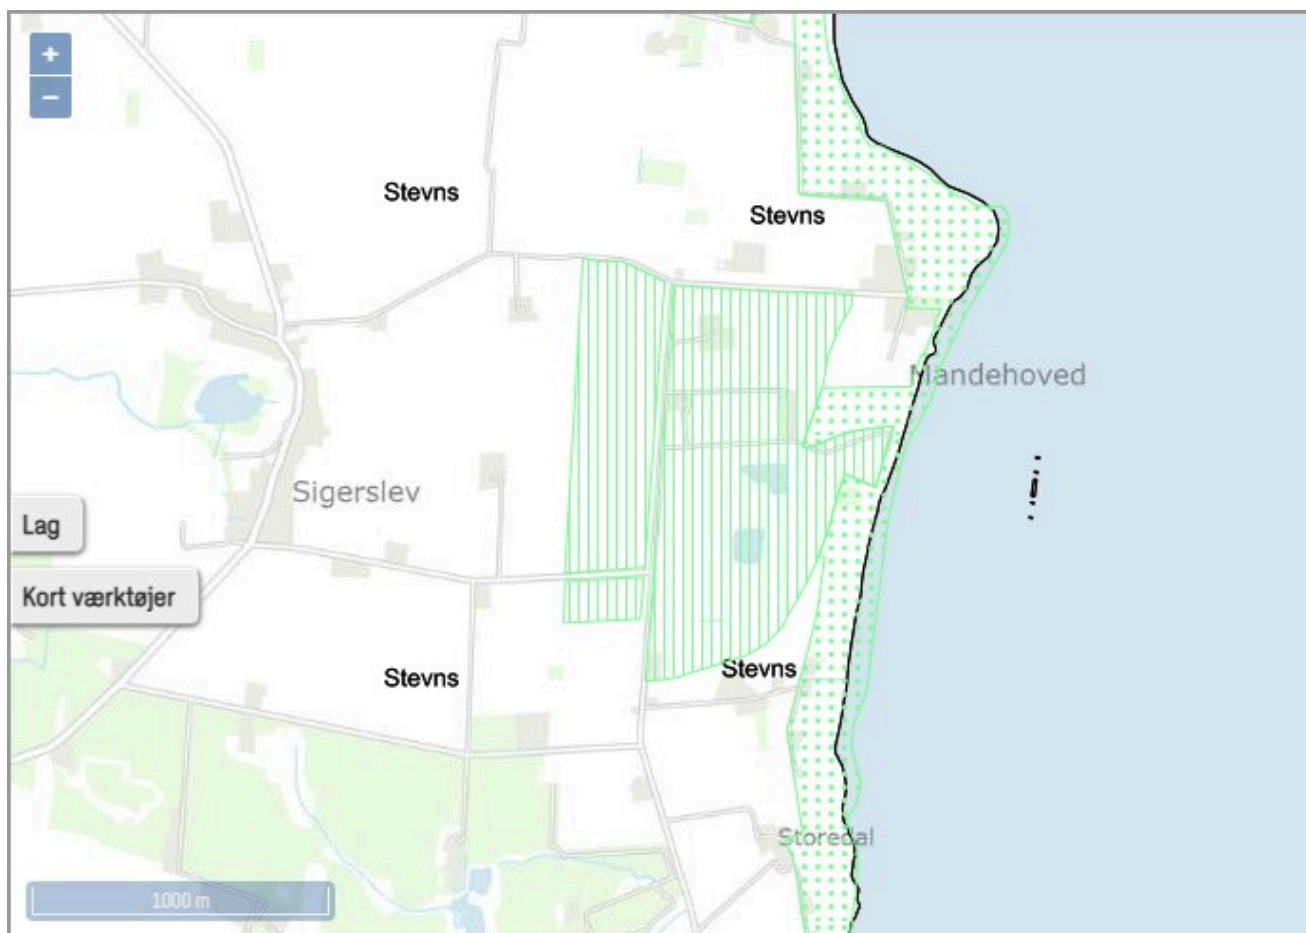 +
−
Stevns
Stevns
Mandehoved
Sigerslev
Lag
Kort værktøjer
Stevns
Stevns
Storedal
1000 m